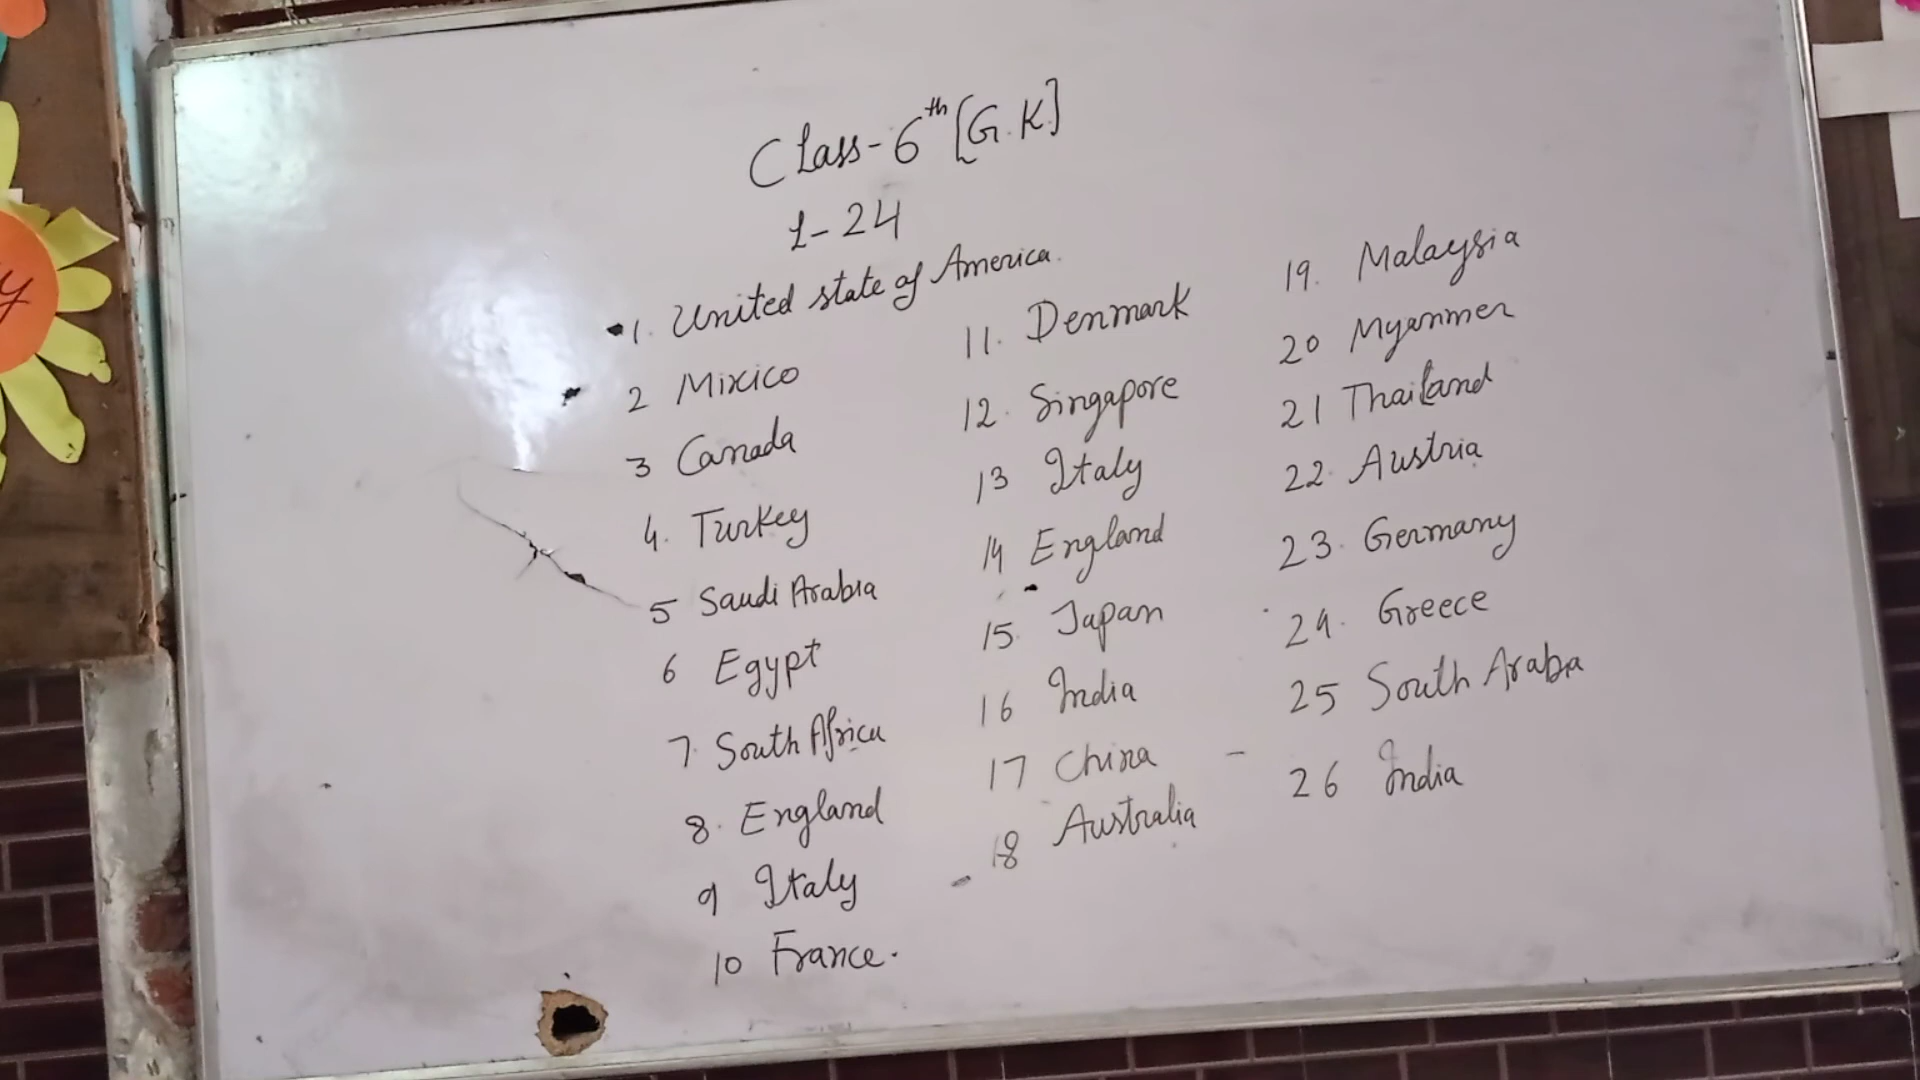 Class-6th [G.K]
L-24
1. United state of America.
2 Mixico
3 Canada
4. Turkey
5 Saudi Arabia
6 Egypt
7. South Africa
8. England
9 Italy
10 France.
11. Denmark
12. Singapore
13 Italy
14 England
15. Japan
16 India
17 China
18 Australia
19. Malaysia
20 Myanmer
21 Thailand
22. Austria
23. Germany
24. Greece
25 South Araba
26 India